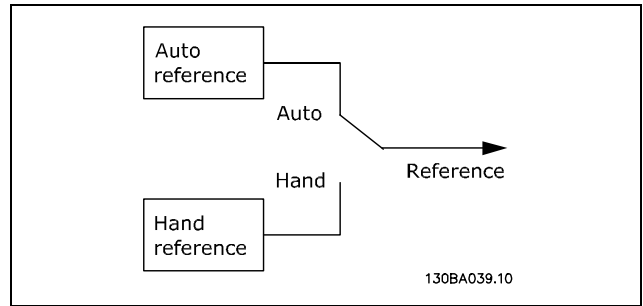 Auto
reference
Auto
Hand
Reference
Hand
reference
130BA039.10